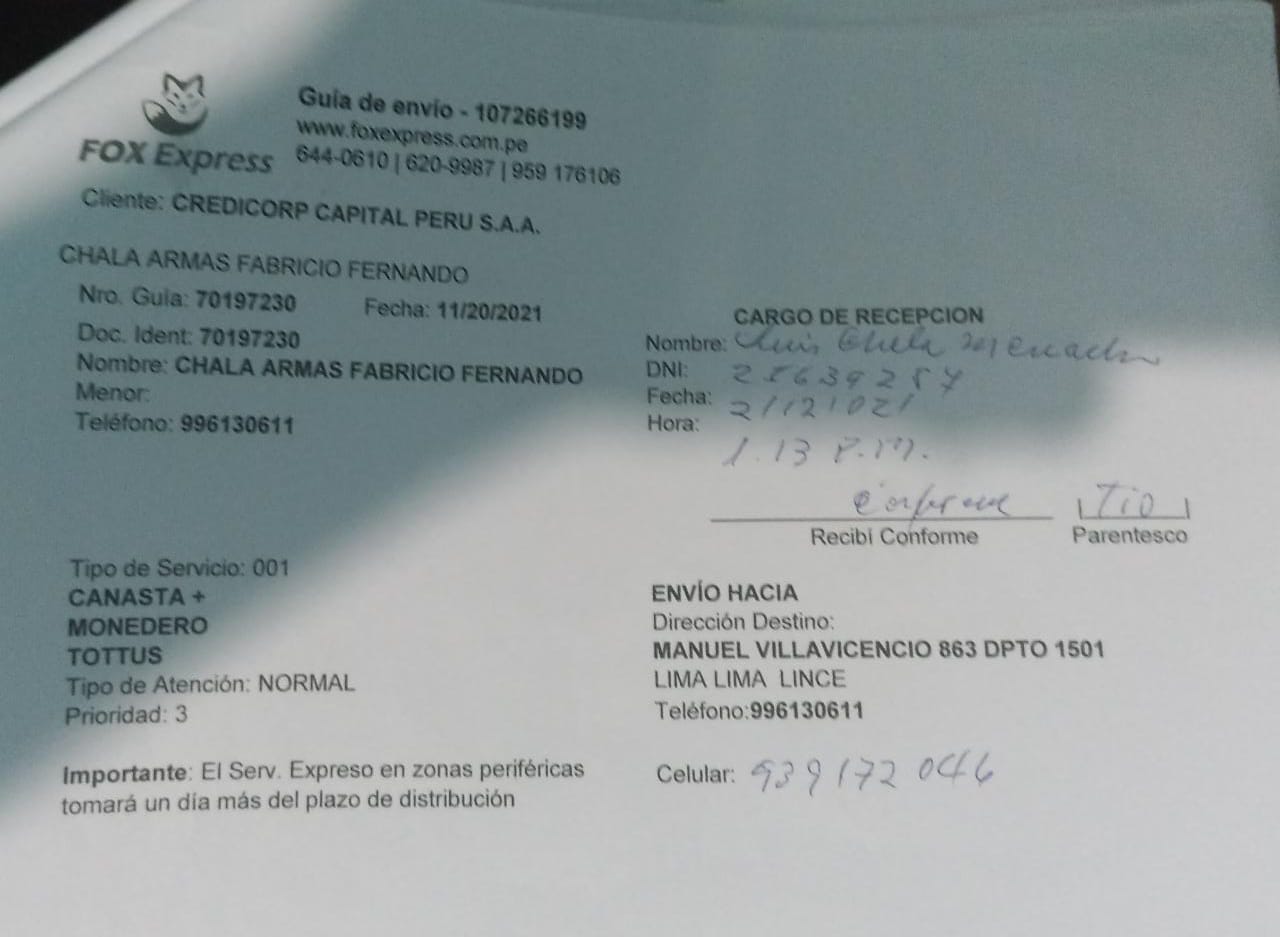 FOX Express
Guía de envío - 107266199
www.foxexpress.com.pe
644-0610 | 620-9987 | 959 176106
Cliente: CREDICORP CAPITAL PERU S.A.A.
CHALA ARMAS FABRICIO FERNANDO
Nro. Guía: 70197230 Fecha: 11/20/2021
Doc. Ident: 70197230
Nombre: CHALA ARMAS FABRICIO FERNANDO
Menor:
Teléfono: 996130611
CARGO DE RECEPCION
Nombre: Luis Chala
DNI:
Fecha:
Hora:
1.13 P.M.
Conforme Tio
Recibí Conforme Parentesco
Tipo de Servicio: 001
CANASTA +
MONEDERO
TOTTUS
Tipo de Atención: NORMAL
Prioridad: 3
Importante: El Serv. Expreso en zonas periféricas
tomará un día más del plazo de distribución
ENVÍO HACIA
Dirección Destino:
MANUEL VILLAVICENCIO 863 DPTO 1501
LIMA LIMA LINCE
Teléfono:996130611
Celular: 939172046